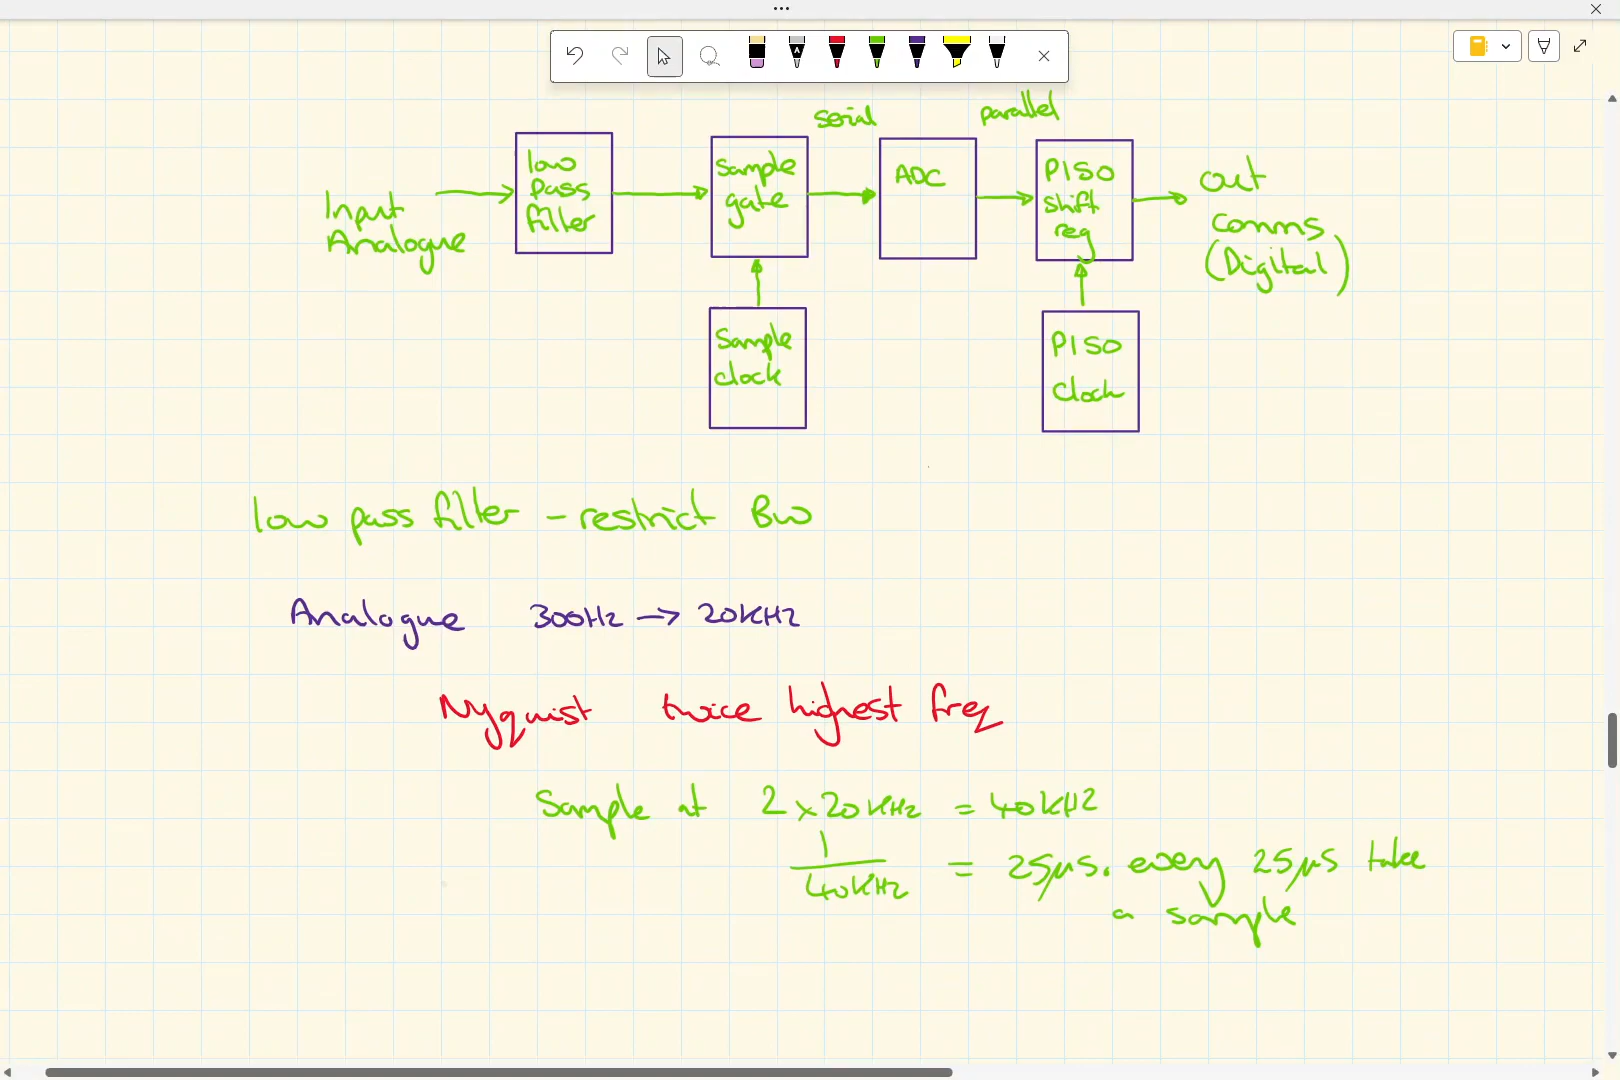 serial
parallel
Input
Analogue
low
pass
filter
Sample
gate
ADC
PISO
shift
reg
out
comms
(Digital)
Sample
clock
PISO
Clock
low pass filter - restrict BW
Analogue 300Hz → 20KHz
Nyquist twice highest freq
Sample at 2 x 20KHz = 40KHz
1
40KHz
= 25µs. every 25µs take
a sample